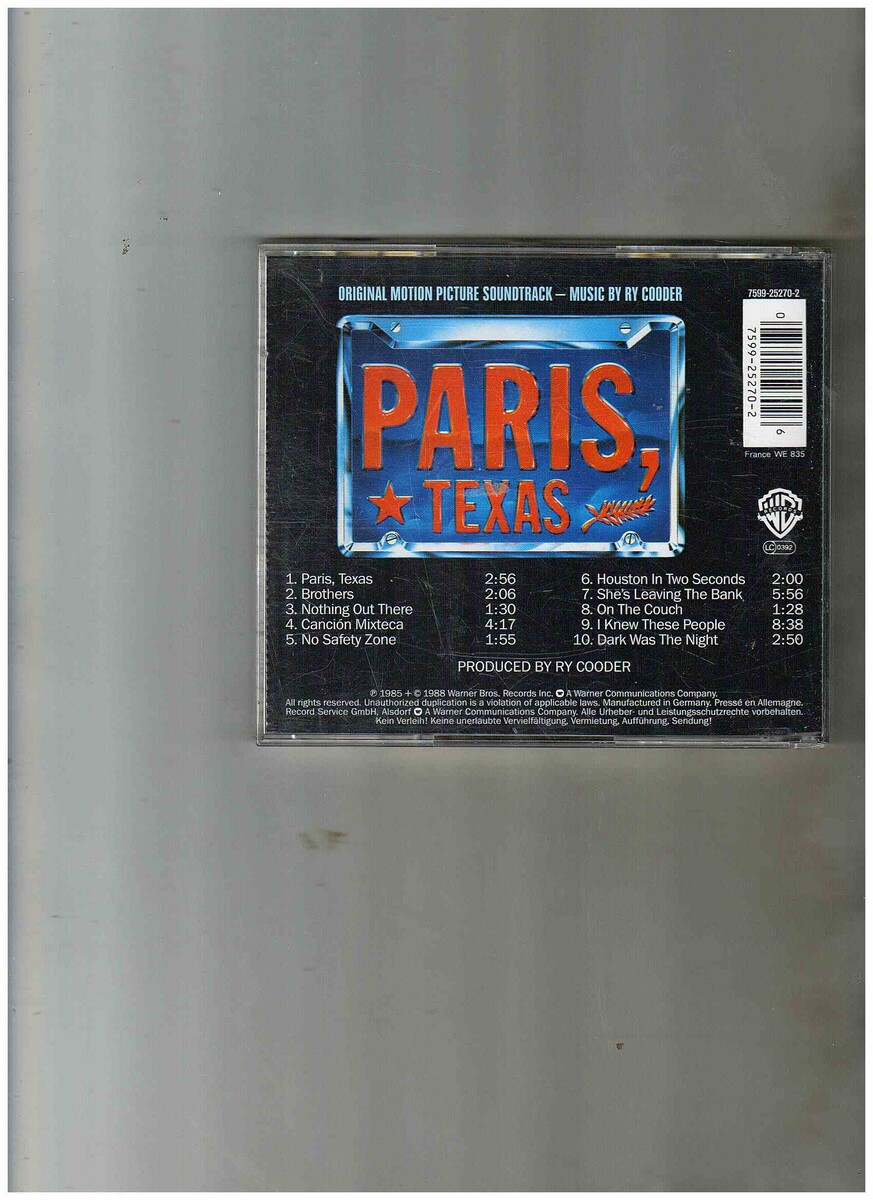 ORIGINAL MOTION PICTURE SOUNDTRACK – MUSIC BY RY COODER
7599-25270-2
PARIS,
TEXAS
0 7599-25270-2 6
France WE 835
WB
RECORDS
LC 0392
1. Paris, Texas 2:56
2. Brothers 2:06
3. Nothing Out There 1:30
4. Canción Mixteca 4:17
5. No Safety Zone 1:55
6. Houston In Two Seconds 2:00
7. She's Leaving The Bank 5:56
8. On The Couch 1:28
9. I Knew These People 8:38
10. Dark Was The Night 2:50
PRODUCED BY RY COODER
℗ 1985 + © 1988 Warner Bros. Records Inc. A Warner Communications Company.
All rights reserved. Unauthorized duplication is a violation of applicable laws. Manufactured in Germany. Pressé en Allemagne.
Record Service GmbH, Alsdorf A Warner Communications Company. Alle Urheber- und Leistungsschutzrechte vorbehalten.
Kein Verleih! Keine unerlaubte Vervielfältigung, Vermietung, Aufführung, Sendung!